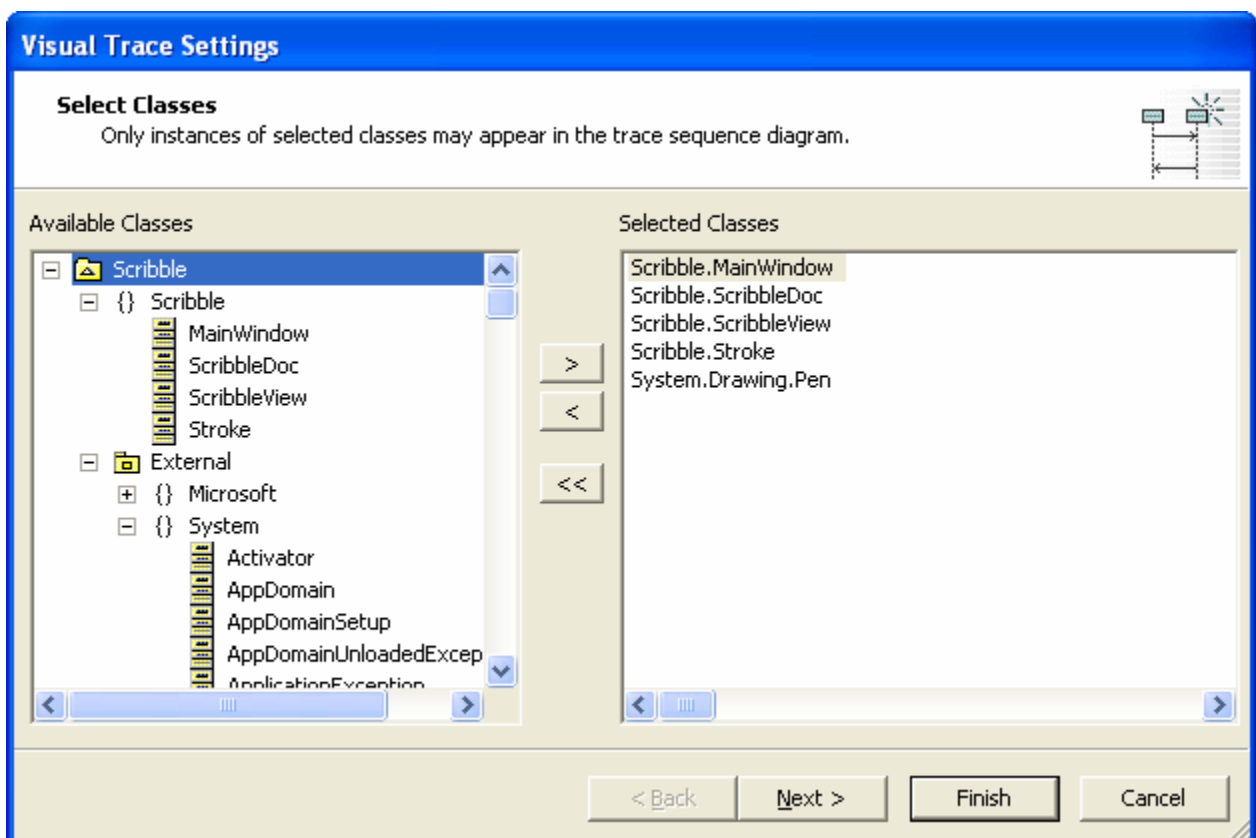 Visual Trace Settings
Select Classes
Only instances of selected classes may appear in the trace sequence diagram.
Available Classes
Scribble
{} Scribble
MainWindow
ScribbleDoc
ScribbleView
Stroke
External
{} Microsoft
{} System
Activator
AppDomain
AppDomainSetup
AppDomainUnloadedExcep
ApplicationException
>
<
<<
Selected Classes
Scribble.MainWindow
Scribble.ScribbleDoc
Scribble.ScribbleView
Scribble.Stroke
System.Drawing.Pen
< Back
Next >
Finish
Cancel